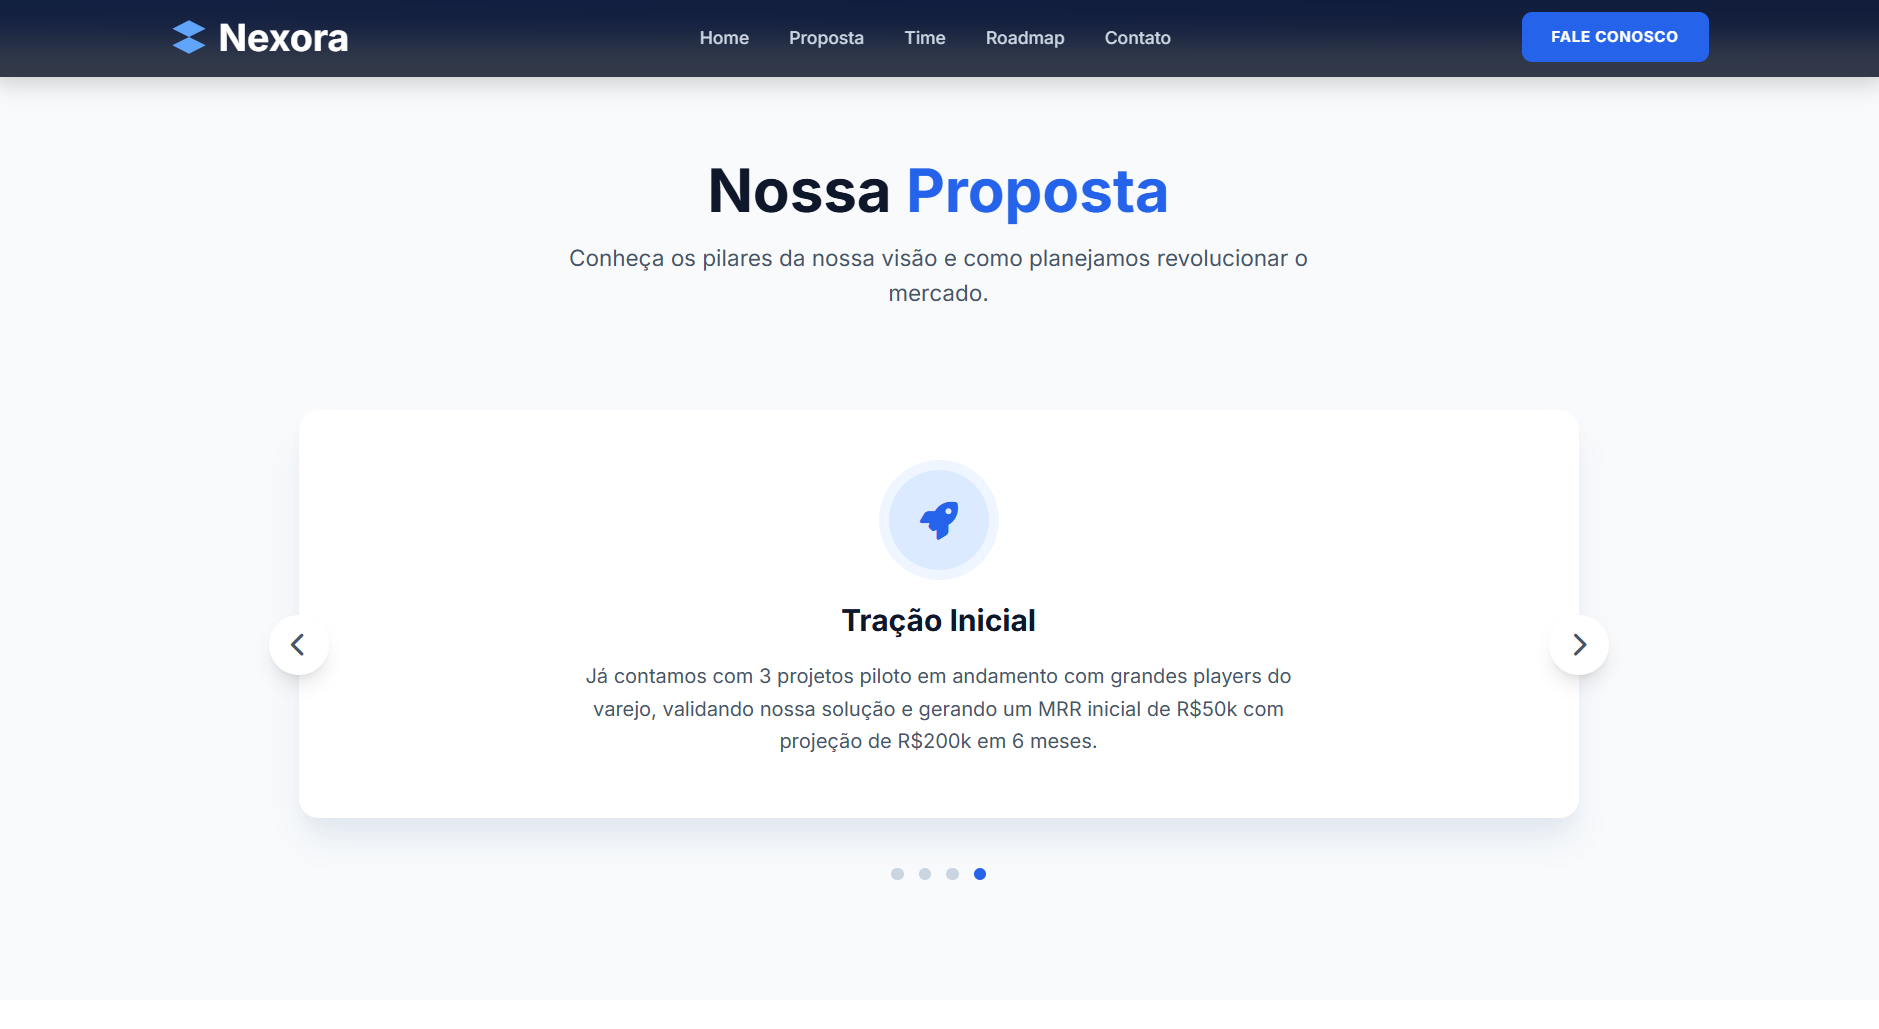 Nexora
Home
Proposta
Time
Roadmap
Contato
FALE CONOSCO
Nossa Proposta
Conheça os pilares da nossa visão e como planejamos revolucionar o
mercado.
Tração Inicial
Já contamos com 3 projetos piloto em andamento com grandes players do
varejo, validando nossa solução e gerando um MRR inicial de R$50k com
projeção de R$200k em 6 meses.